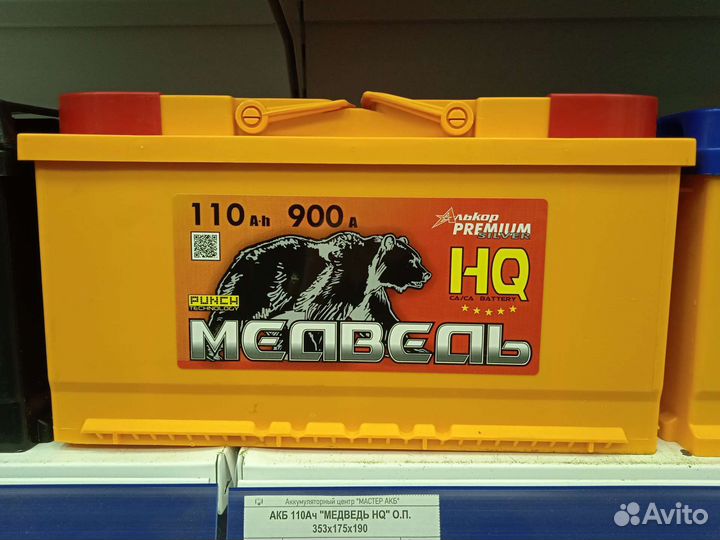 110 A·h 900 A
Алькор
PREMIUM
SILVER
HQ
CA/CA BATTERY
PUNCH
TECHNOLOGY
МЕДВЕДЬ
Аккумуляторный центр "МАСТЕР АКБ"
АКБ 110Ач "МЕДВЕДЬ HQ" О.П.
353х175х190
Avito